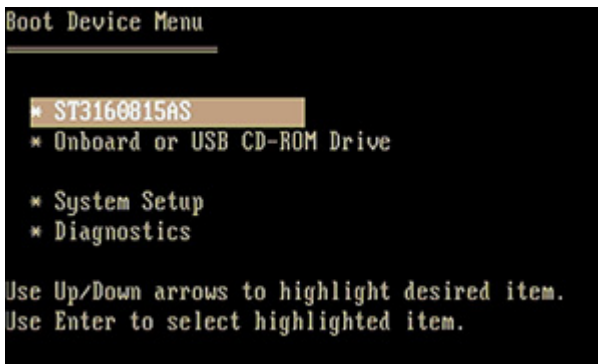 Boot Device Menu
* ST3160815AS
* Onboard or USB CD-ROM Drive
* System Setup
* Diagnostics
Use Up/Down arrows to highlight desired item.
Use Enter to select highlighted item.